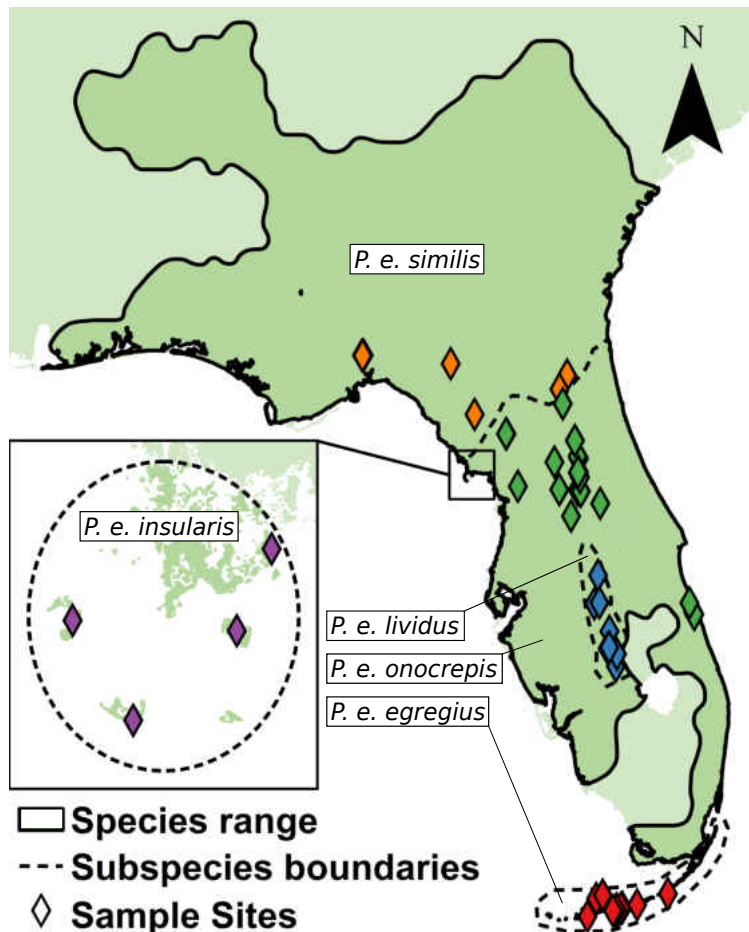 N
P. e. similis
P. e. insularis
P. e. lividus
P. e. onocrepis
P. e. egregius
Species range
Subspecies boundaries
Sample Sites